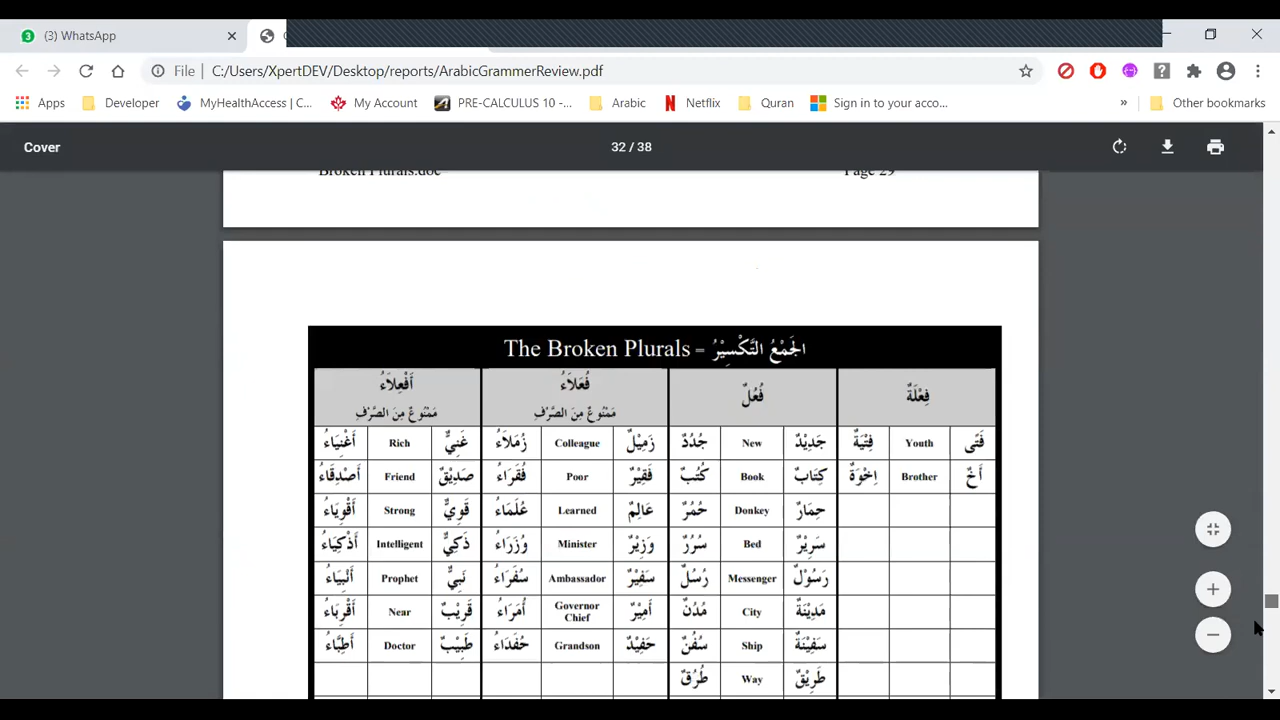 (3) WhatsApp
File | C:/Users/XpertDEV/Desktop/reports/ArabicGrammerReview.pdf
Apps Developer MyHealthAccess | C... My Account PRE-CALCULUS 10 -... Arabic Netflix Quran Sign in to your acco... » Other bookmarks
Cover 32 / 38
Broken Plurals.doc Page 29
The Broken Plurals – الجَمْعُ التَّكْسِيْرُ
أَفْعِلاَءُ فُعَلاَءُ فُعُلٌ فِعْلَةٌ
مَمْنُوعٌ مِنَ الصَّرْفِ مَمْنُوعٌ مِنَ الصَّرْفِ
أَغْنِيَاءُ Rich غَنِيٌّ زُمَلاَءُ Colleague زَمِيْلٌ جُدُدٌ New جَدِيْدٌ فِتْيَةٌ Youth فَتًى
أَصْدِقَاءُ Friend صَدِيْقٌ فُقَرَاءُ Poor فَقِيْرٌ كُتُبٌ Book كِتَابٌ اِخْوَةٌ Brother أَخٌ
أَقْوِيَاءُ Strong قَوِيٌّ عُلَمَاءُ Learned عَالِمٌ حُمُرٌ Donkey حِمَارٌ
أَذْكِيَاءُ Intelligent ذَكِيٌّ وُزَرَاءُ Minister وَزِيْرٌ سُرُرٌ Bed سَرِيْرٌ
أَنْبِيَاءُ Prophet نَبِيٌّ سُفَرَاءُ Ambassador سَفِيْرٌ رُسُلٌ Messenger رَسُوْلٌ
أَقْرِبَاءُ Near قَرِيْبٌ أُمَرَاءُ Governor Chief أَمِيْرٌ مُدُنٌ City مَدِيْنَةٌ
أَطِبَّاءُ Doctor طَبِيْبٌ حُفَدَاءُ Grandson حَفِيْدٌ سُفُنٌ Ship سَفِيْنَةٌ
طُرُقٌ Way طَرِيْقٌ